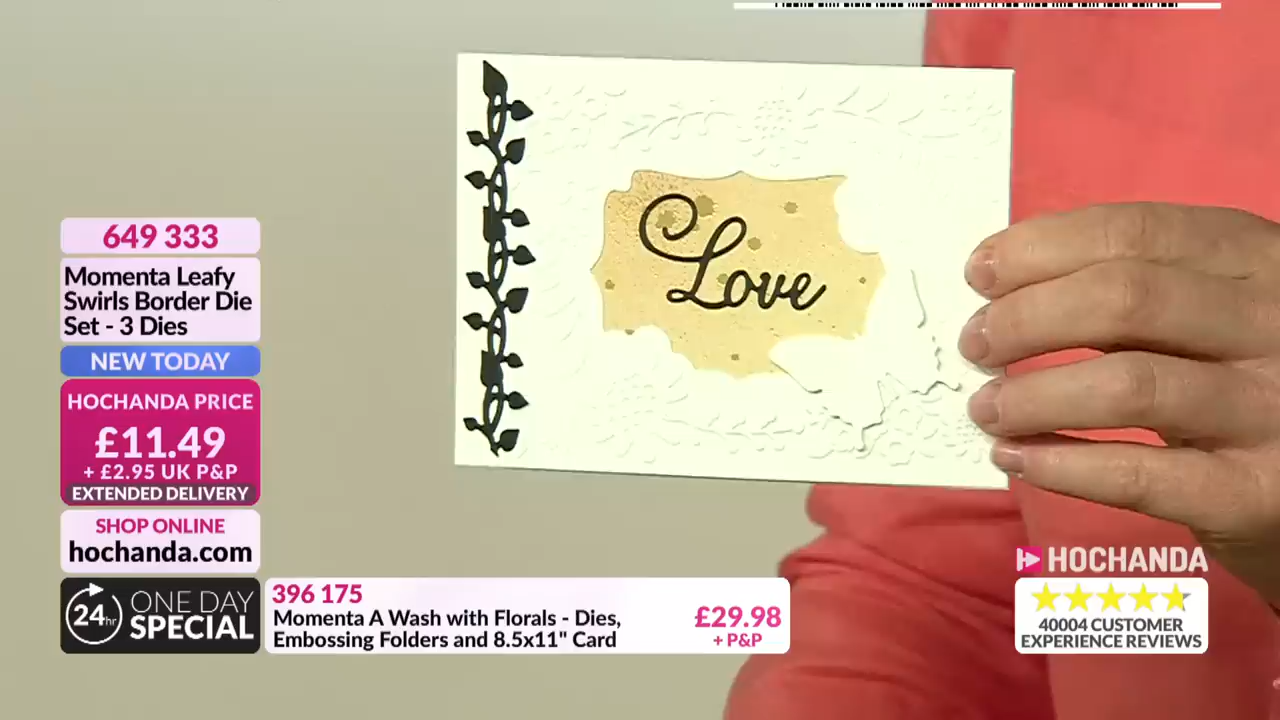 Love
649 333
Momenta Leafy
Swirls Border Die
Set - 3 Dies
NEW TODAY
HOCHANDA PRICE
£11.49
+ £2.95 UK P&P
EXTENDED DELIVERY
SHOP ONLINE
hochanda.com
24hr
ONE DAY
SPECIAL
396 175
Momenta A Wash with Florals - Dies,
Embossing Folders and 8.5x11" Card
£29.98
+ P&P
HOCHANDA
40004 CUSTOMER
EXPERIENCE REVIEWS